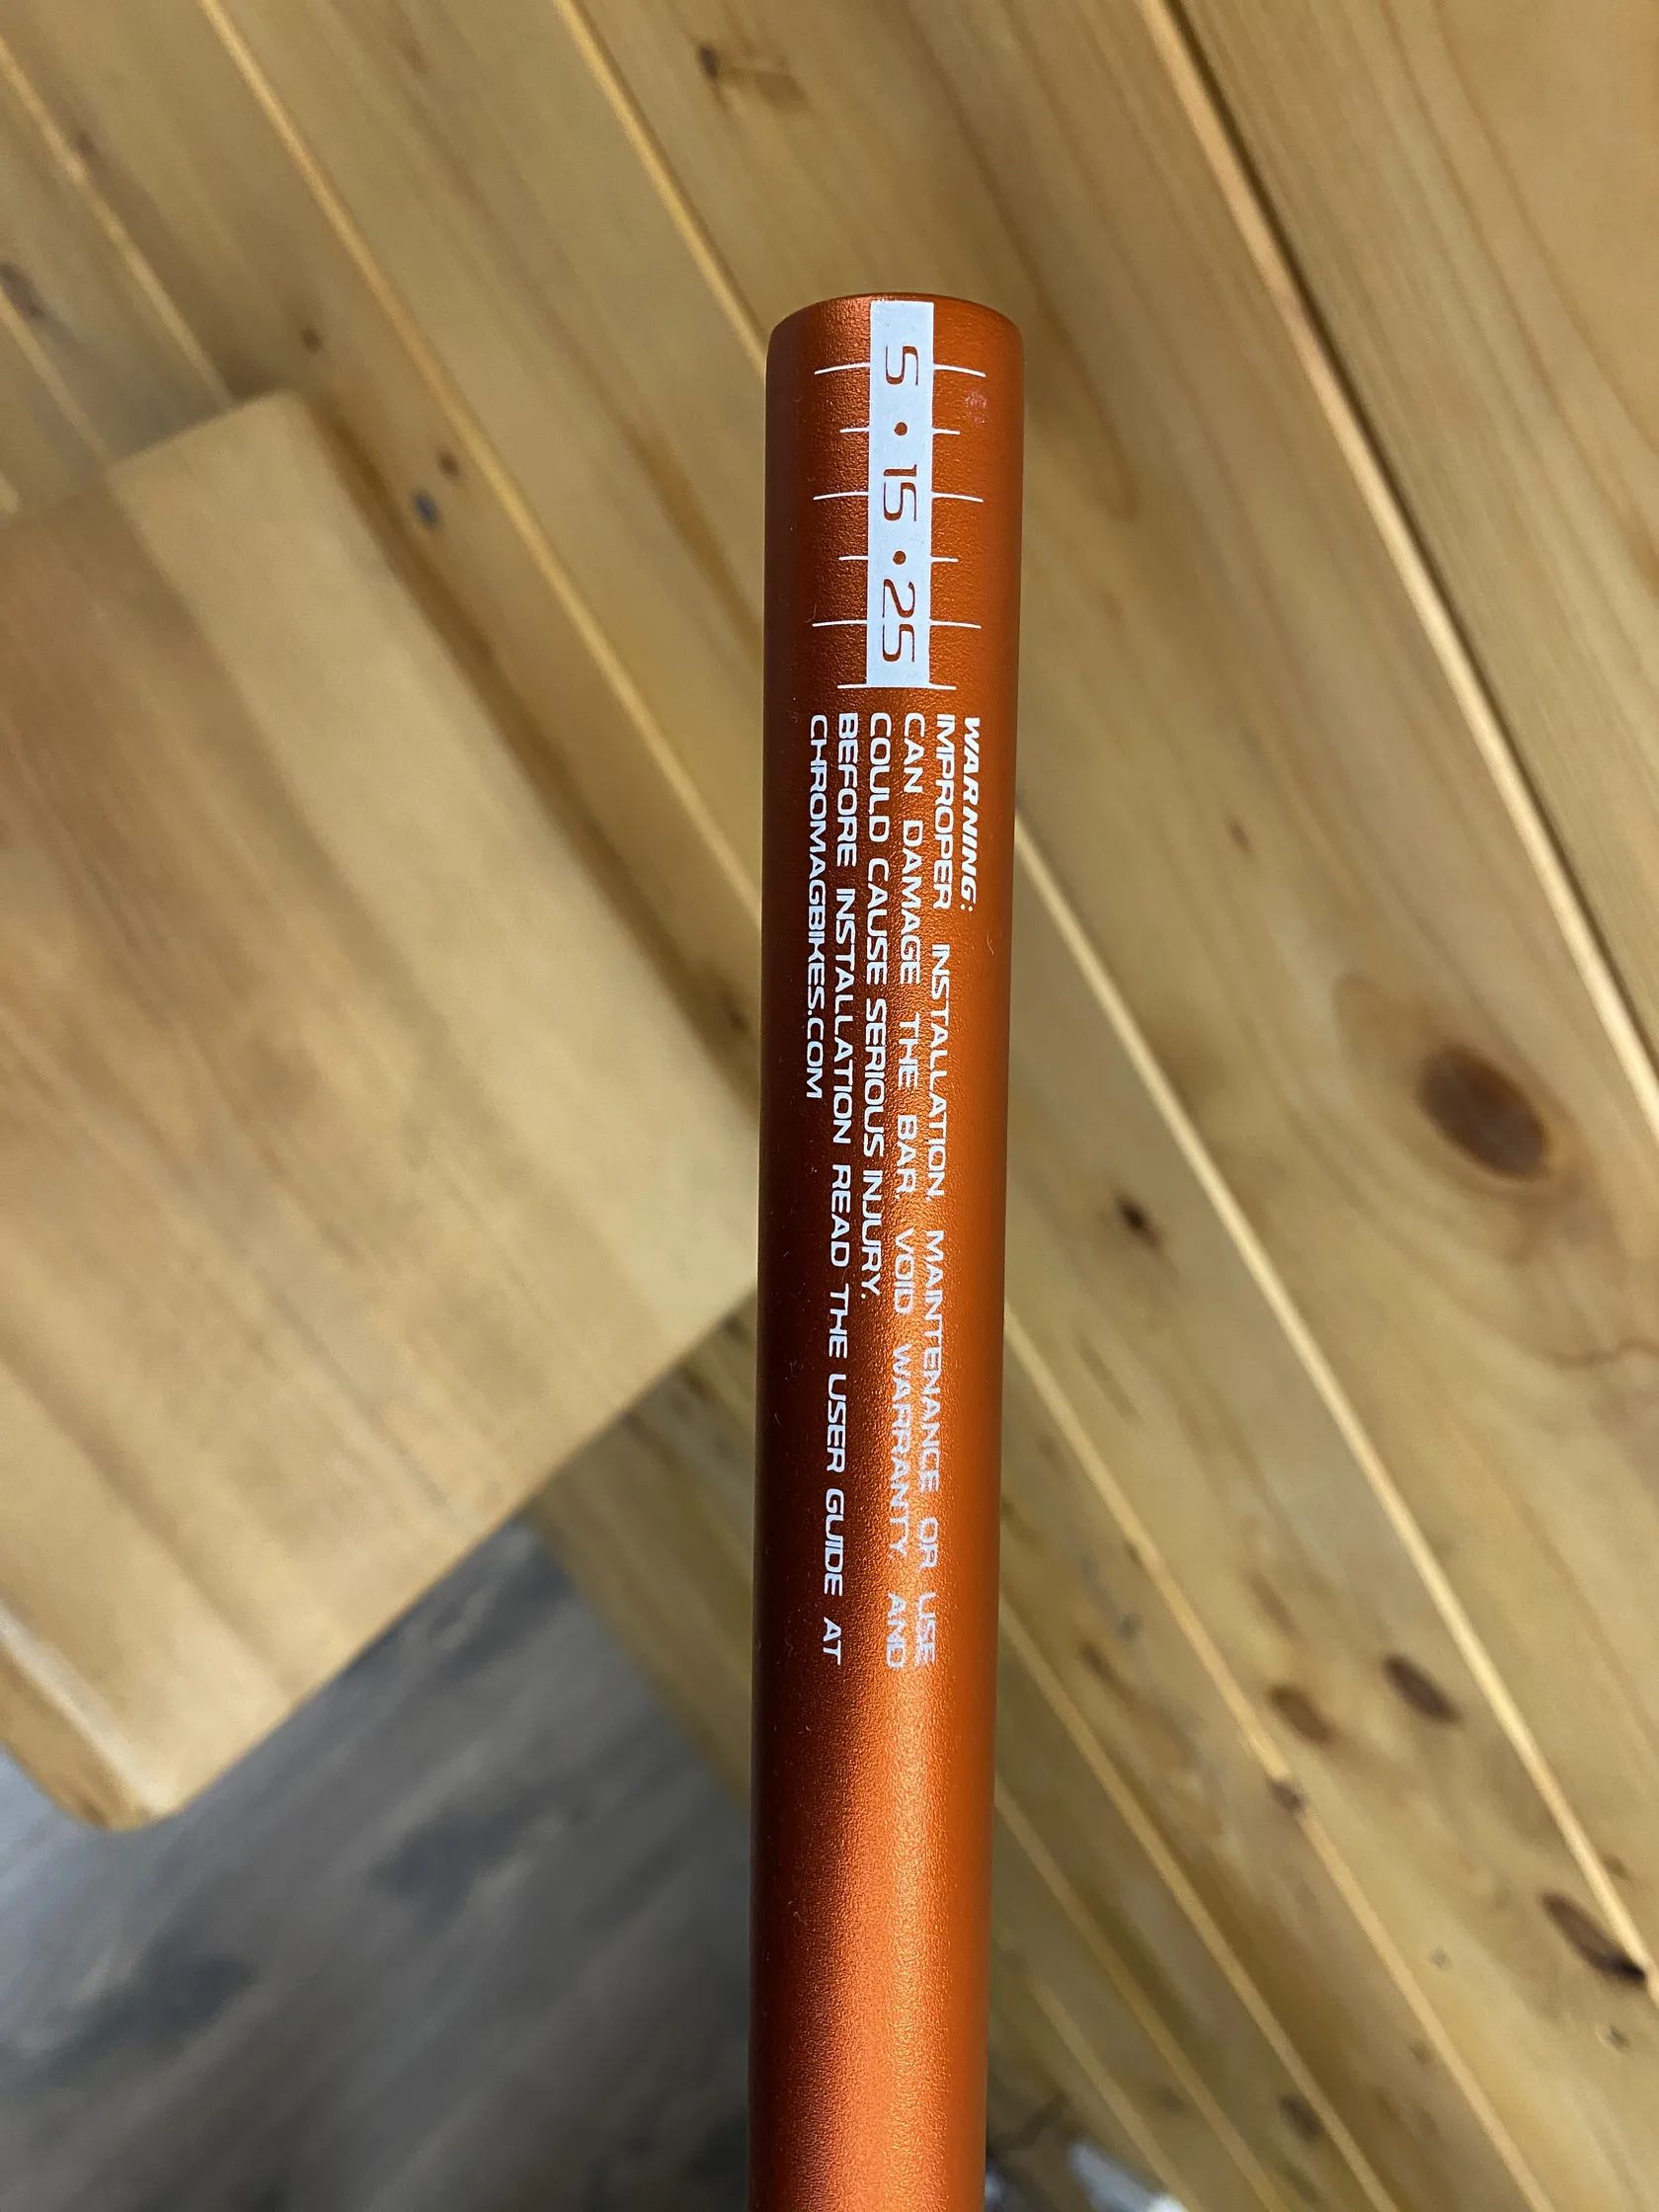 5 • 15 • 25
WARNING:
IMPROPER INSTALLATION, MAINTENANCE OR USE
CAN DAMAGE THE BAR, VOID WARRANTY, AND
COULD CAUSE SERIOUS INJURY.
BEFORE INSTALLATION READ THE USER GUIDE AT
CHROMAGBIKES.COM